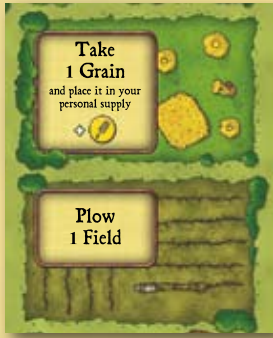 Take
1 Grain
and place it in your
personal supply
Plow
1 Field